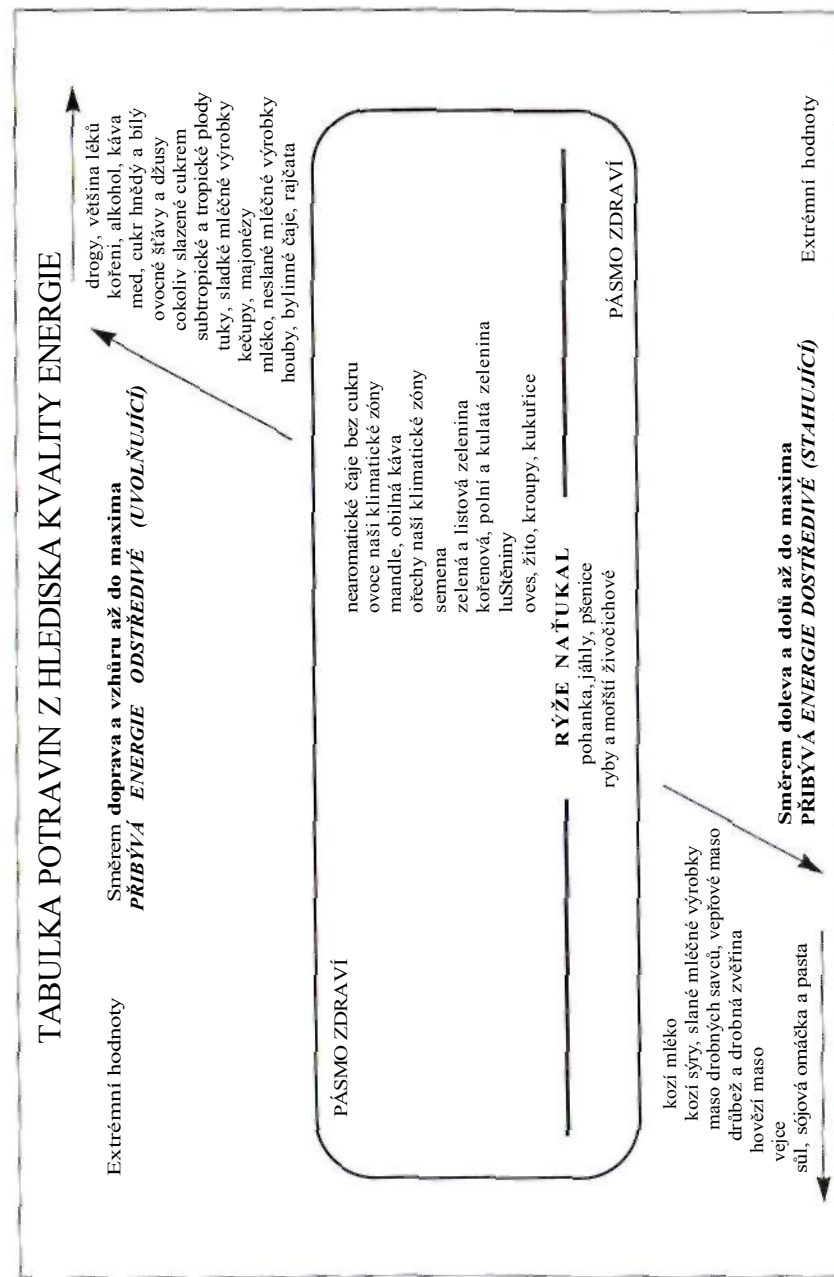 TABULKA POTRAVIN Z HLEDISKA KVALITY ENERGIE
Extrémní hodnoty
Směrem doprava a vzhůru až do maxima
PŘIBÝVÁ ENERGIE ODSTŘEDIVÉ (UVOLŇUJÍCÍ)
drogy, většina léků
kořeni, alkohol, káva
med, cukr hnědý a bílý
ovocné šťávy a džusy
cokoliv slazené cukrem
subtropické a tropické plody
tuky, sladké mléčné výrobky
kečupy, majonézy
mléko, neslané mléčné výrobky
houby, bylinné čaje, rajčata
PÁSMO ZDRAVÍ
nearomatické čaje bez cukru
ovoce naší klimatické zóny
mandle, obilná káva
ořechy naší klimatické zóny
semena
zelená a listová zelenina
kořenová, polní a kulatá zelenina
luStěniny
oves, žito, kroupy, kukuřice
RÝŽE NAŤUKAL
pohanka, jáhly, pšenice
ryby a mořští živočichové
PÁSMO ZDRAVÍ
kozí mléko
kozí sýry, slané mléčné výrobky
maso drobných savců, vepřové maso
drůbež a drobná zvěřina
hovězí maso
vejce
sůl, sójová omáčka a pasta
Směrem doleva a dolů až do maxima
PŘIBÝVÁ ENERGIE DOSTŘEDIVÉ (STAHUJÍCÍ)
Extrémní hodnoty